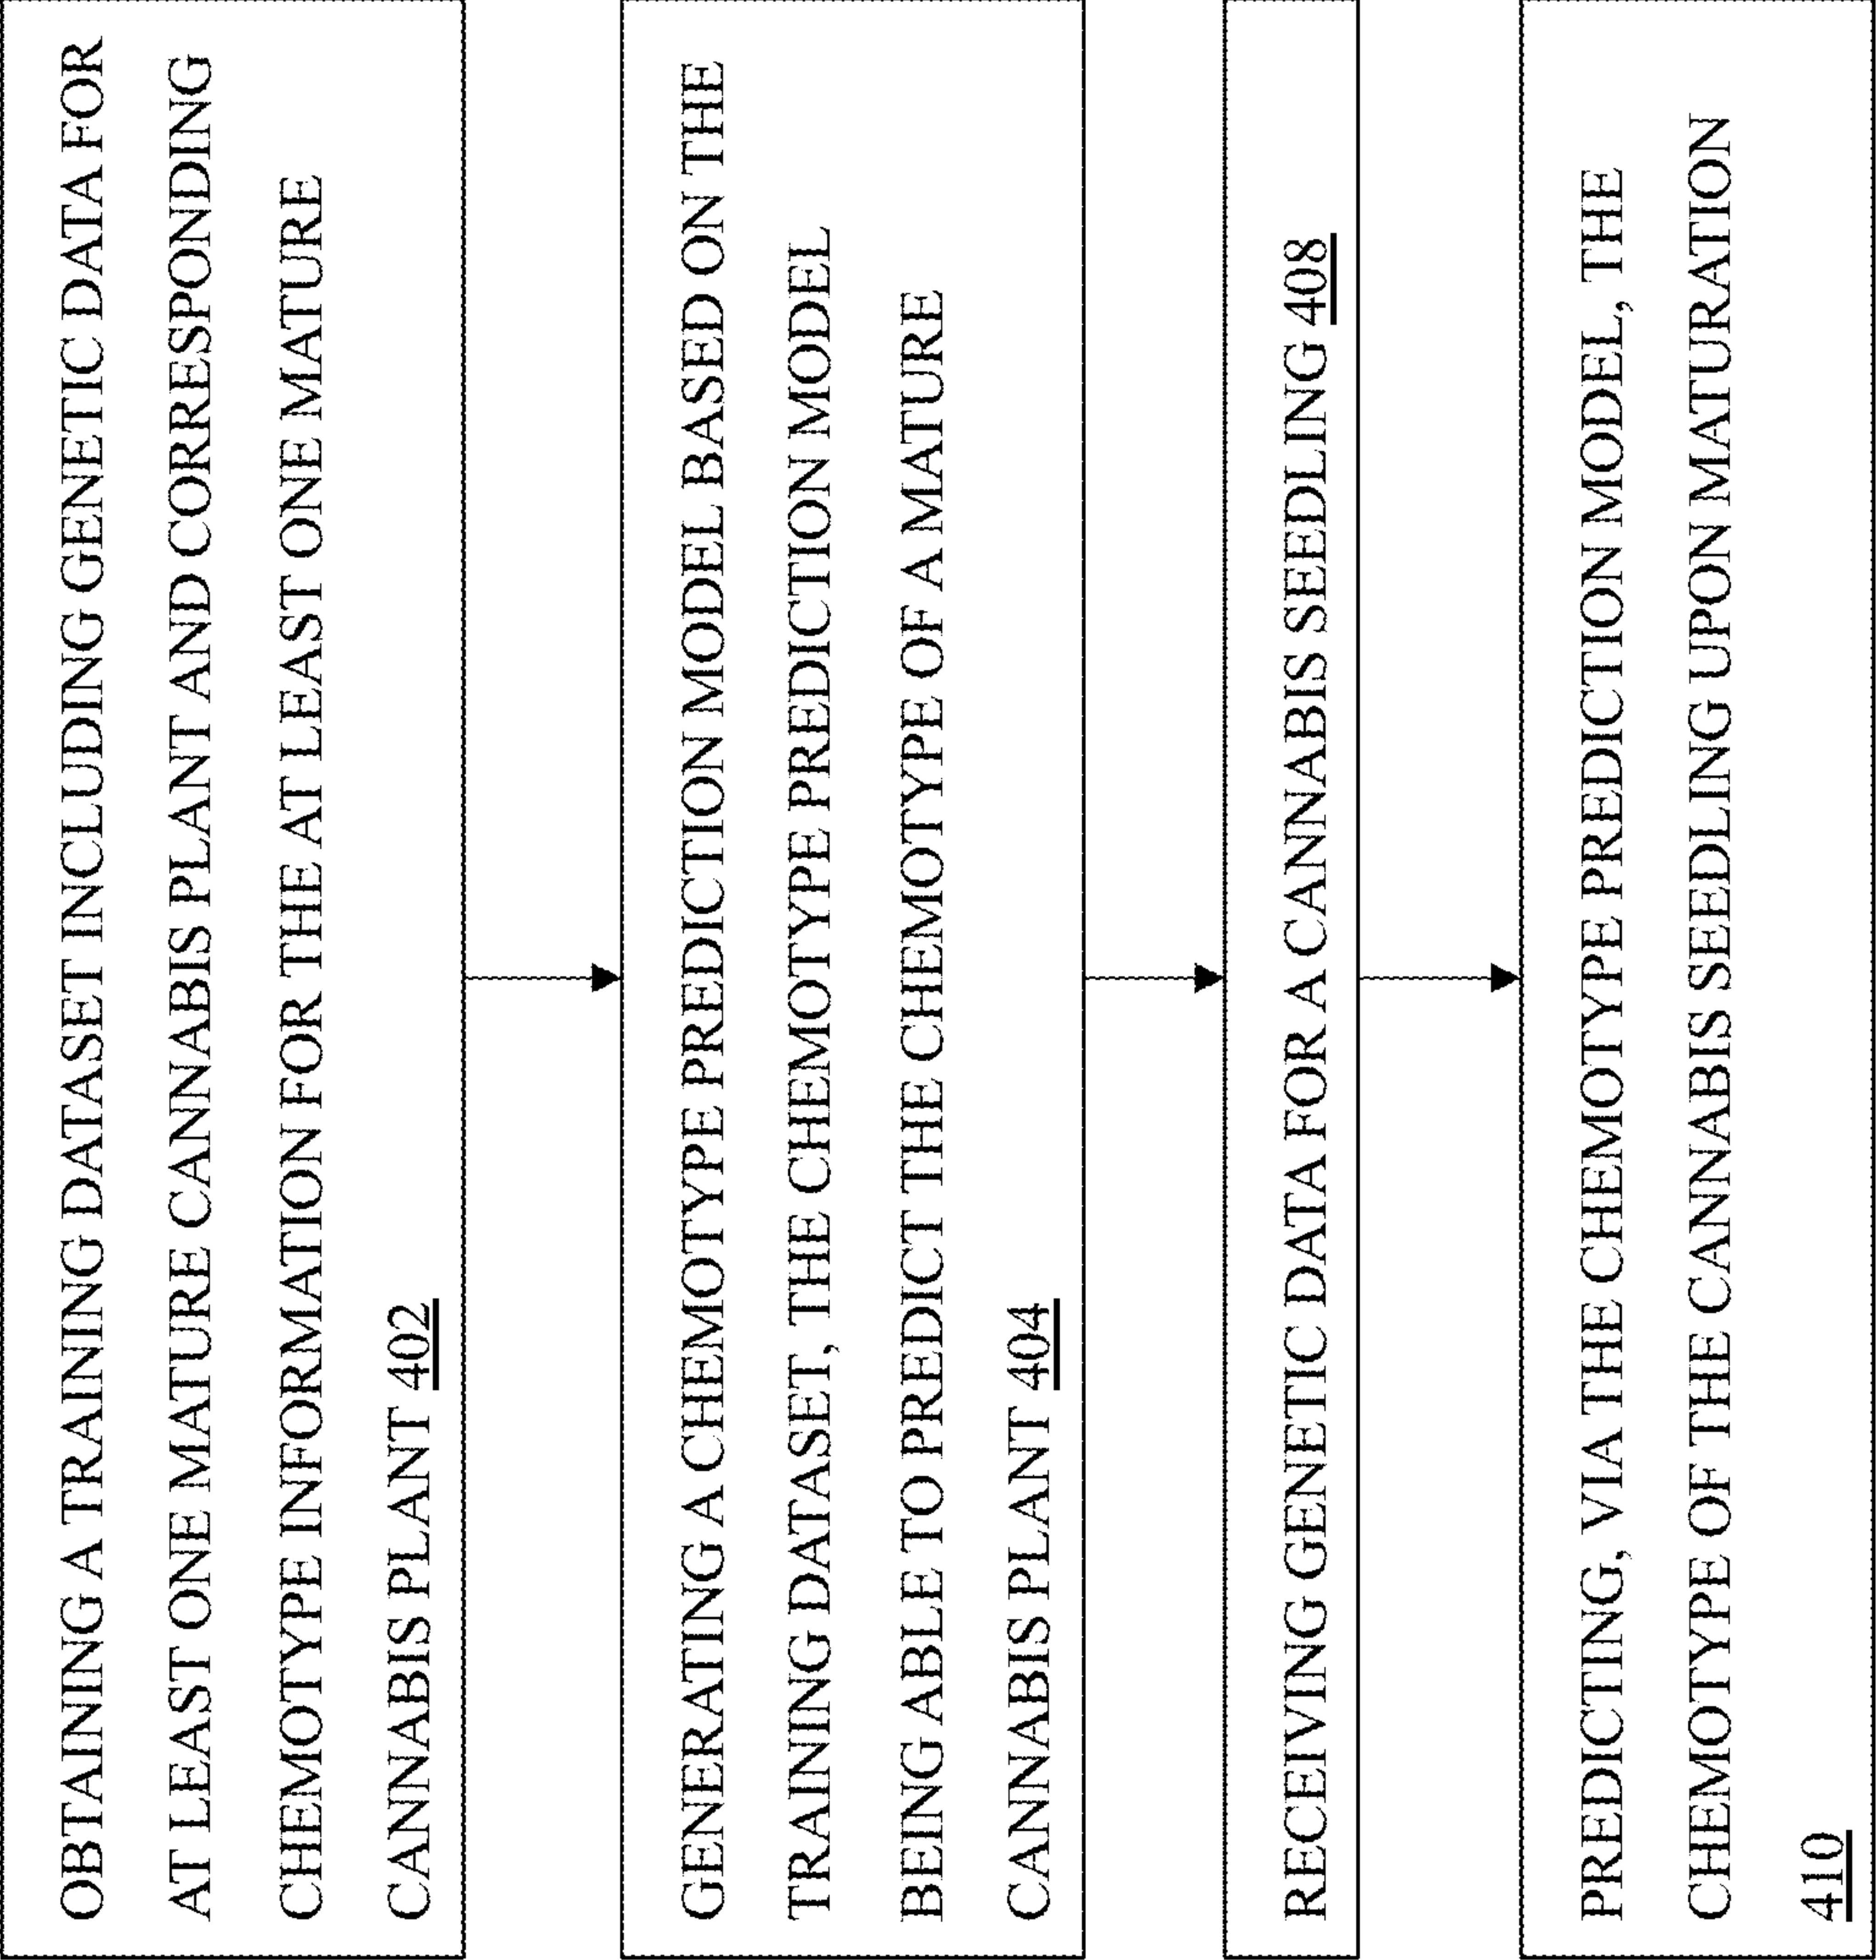 OBTAINING A TRAINING DATASET INCLUDING GENETIC DATA FOR
AT LEAST ONE MATURE CANNABIS PLANT AND CORRESPONDING
CHEMOTYPE INFORMATION FOR THE AT LEAST ONE MATURE
CANNABIS PLANT 402
GENERATING A CHEMOTYPE PREDICTION MODEL BASED ON THE
TRAINING DATASET, THE CHEMOTYPE PREDICTION MODEL
BEING ABLE TO PREDICT THE CHEMOTYPE OF A MATURE
CANNABIS PLANT 404
RECEIVING GENETIC DATA FOR A CANNABIS SEEDLING 408
PREDICTING, VIA THE CHEMOTYPE PREDICTION MODEL, THE
CHEMOTYPE OF THE CANNABIS SEEDLING UPON MATURATION
410